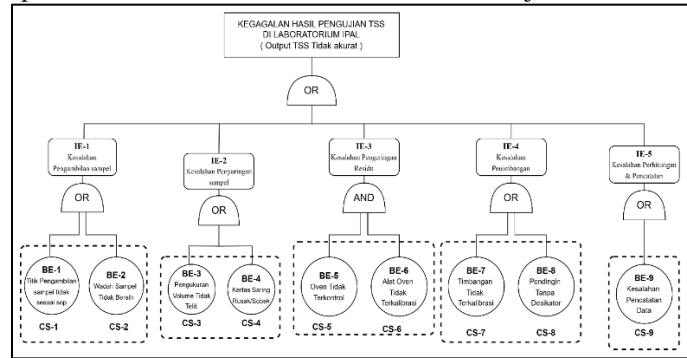 KEGAGALAN HASIL PENGUJIAN TSS
DI LABORATORIUM IPAL
( Output TSS Tidak akurat )
OR
IE-1
Kesalahan
Pengambilan sampel
IE-2
Kesalahan Penyaringan
sampel
IE-3
Kesalahan Pengeringan
Residu
IE-4
Kesalahan
Penimbangan
IE-5
Kesalahan Perhitungan
& Pencatatan
OR
OR
AND
OR
OR
BE-1
Titik Pengambilan
sampel tidak
sesuai sop
BE-2
Wadah Sampel
Tidak Bersih
BE-3
Pengukuran
Volume Tidak
Teliti
BE-4
Kertas Saring
Rusak/Sobek
BE-5
Oven Tidak
Terkontrol
BE-6
Alat Oven
Tidak
Terkalibrasi
BE-7
Timbangan
Tidak
Terkalibrasi
BE-8
Pendingin
Tanpa
Desikator
BE-9
Kesalahan
Pencatatan
Data
CS-1
CS-2
CS-3
CS-4
CS-5
CS-6
CS-7
CS-8
CS-9